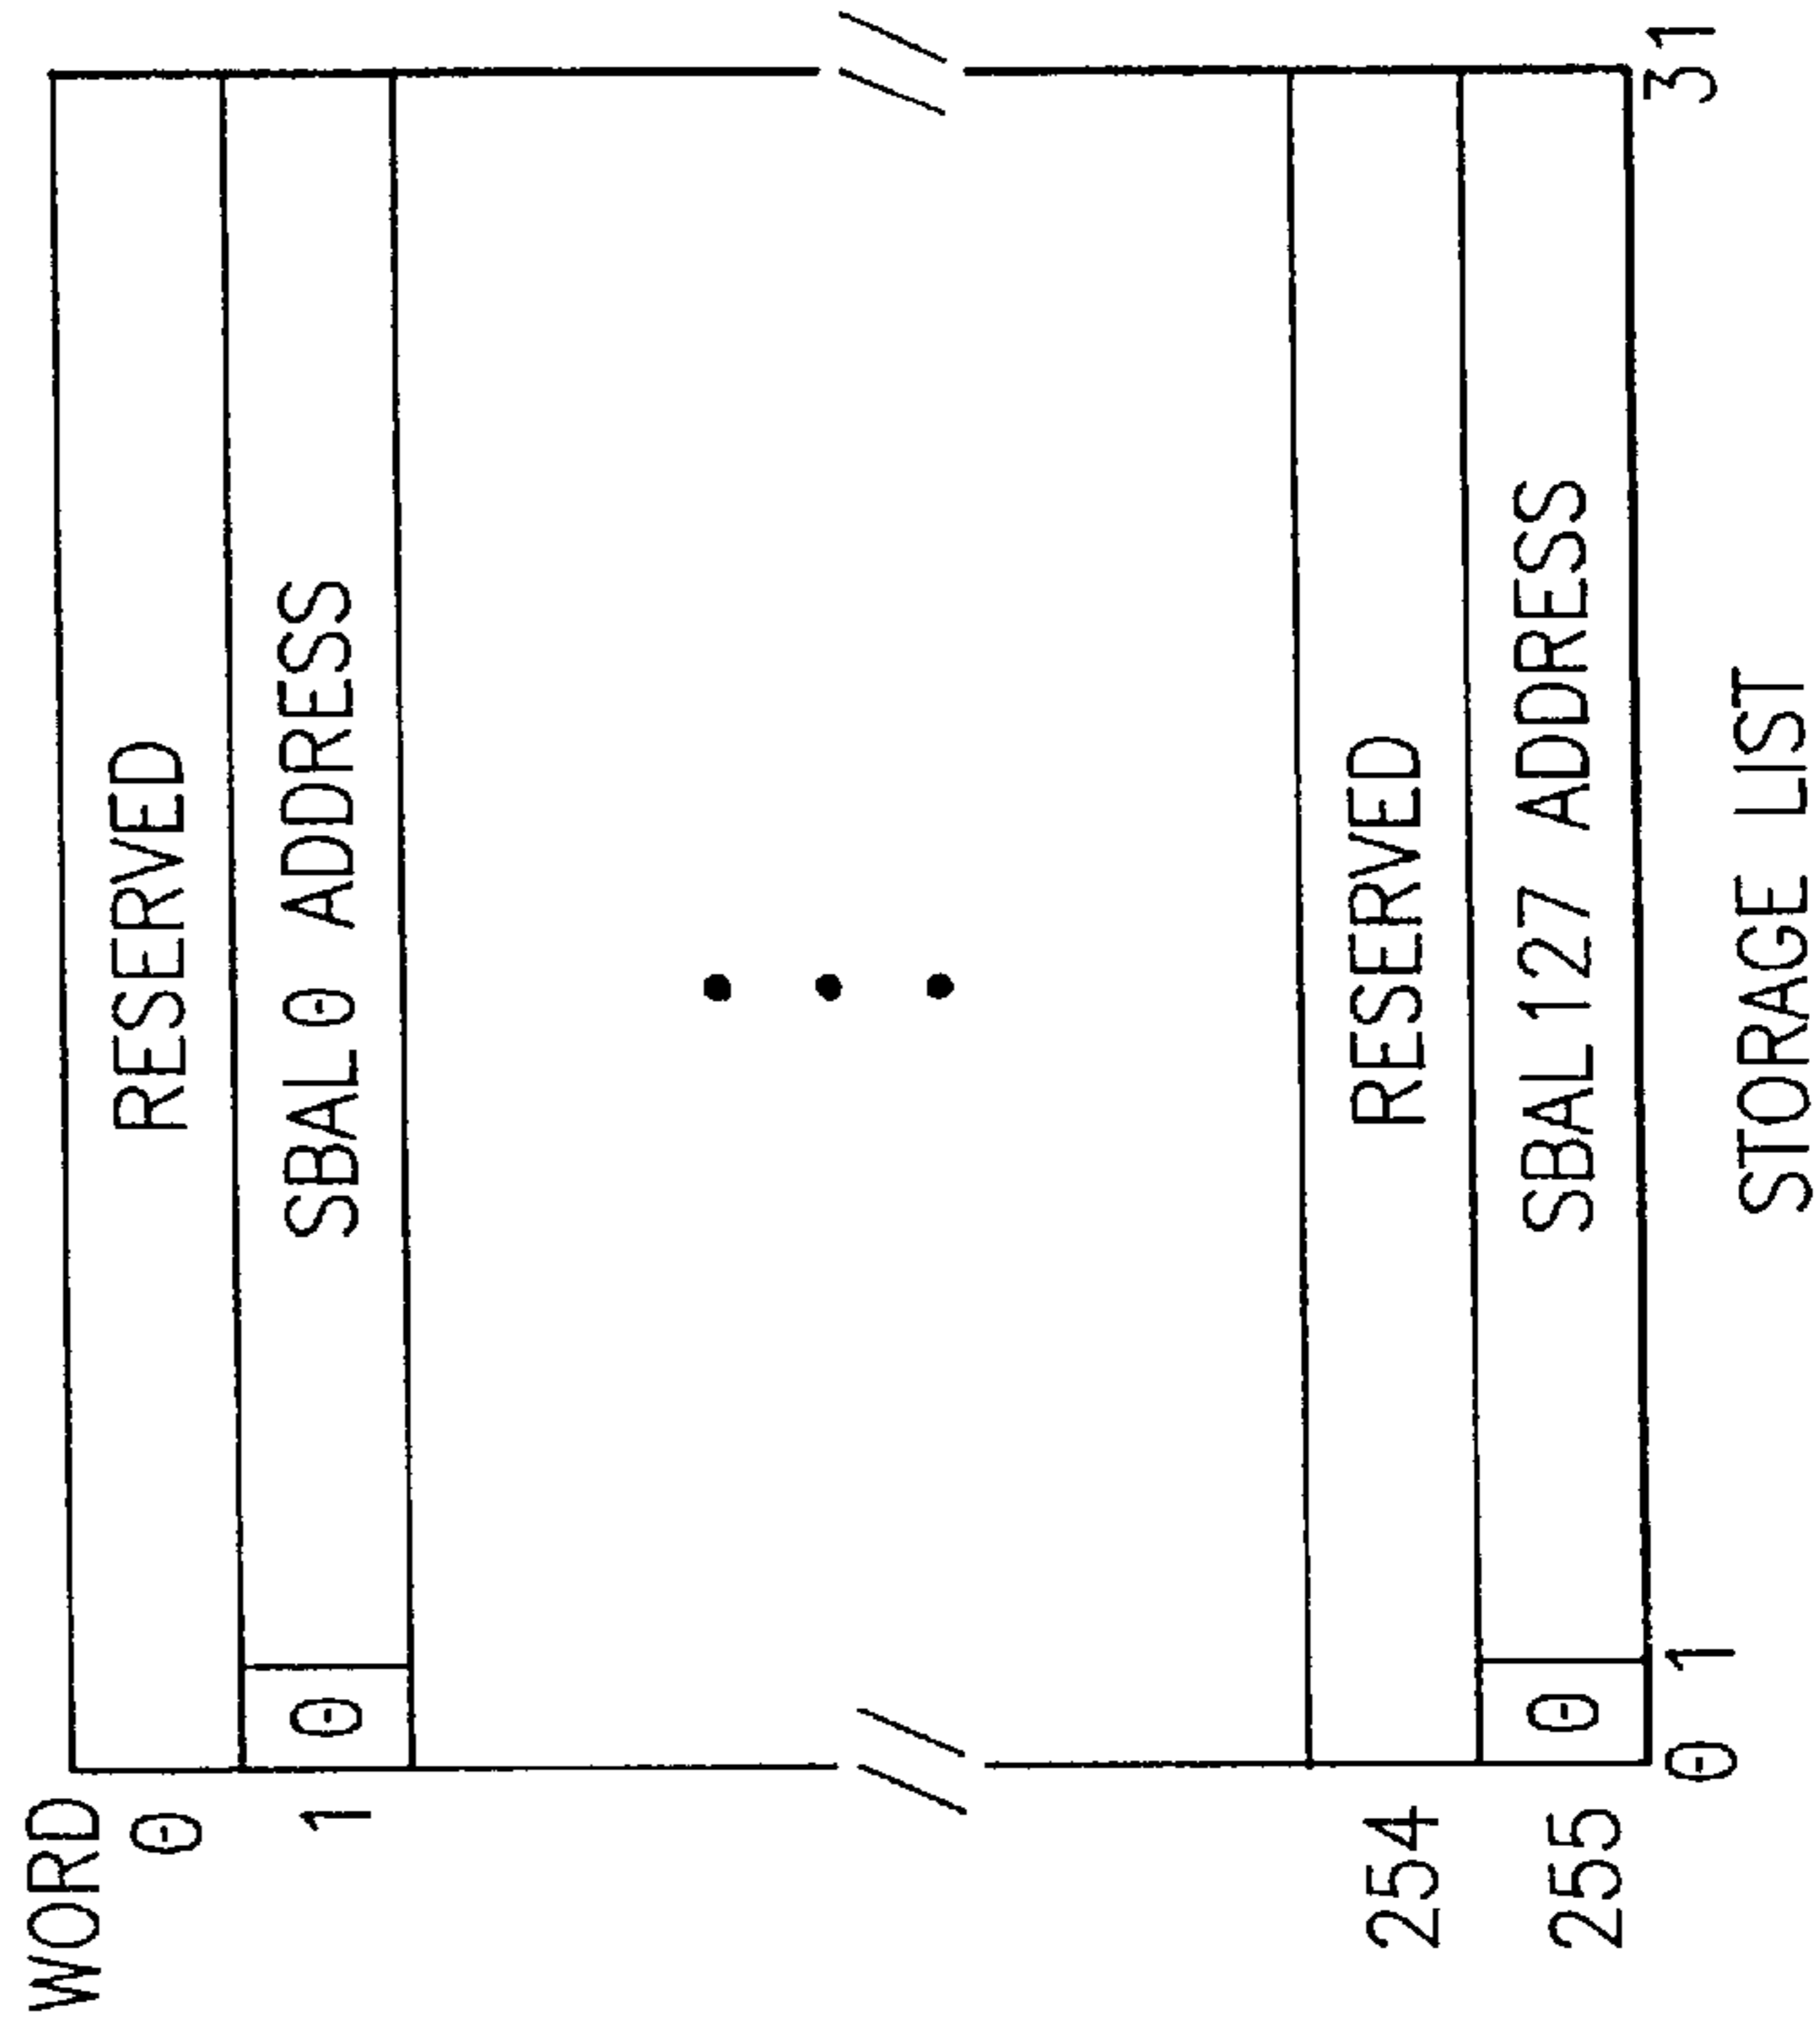 WORD
0 RESERVED
1 0 SBAL 0 ADDRESS
254 RESERVED
255 0 SBAL 127 ADDRESS
0 1 31
STORAGE LIST